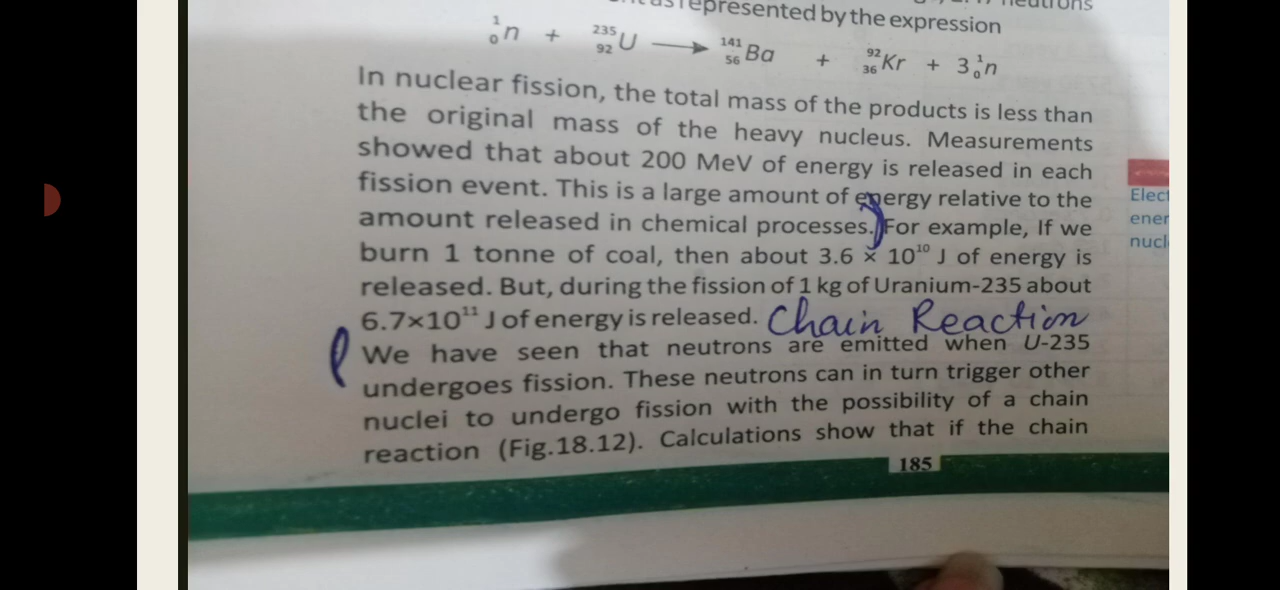 represented by the expression
¹₀n + ²³⁵₉₂U ⟶ ¹⁴¹₅₆Ba + ⁹²₃₆Kr + 3¹₀n
In nuclear fission, the total mass of the products is less than
the original mass of the heavy nucleus. Measurements
showed that about 200 MeV of energy is released in each
fission event. This is a large amount of energy relative to the
amount released in chemical processes. For example, If we
burn 1 tonne of coal, then about 3.6 × 10¹⁰ J of energy is
released. But, during the fission of 1 kg of Uranium-235 about
6.7×10¹¹ J of energy is released. Chain Reaction
We have seen that neutrons are emitted when U-235
undergoes fission. These neutrons can in turn trigger other
nuclei to undergo fission with the possibility of a chain
reaction (Fig.18.12). Calculations show that if the chain
185